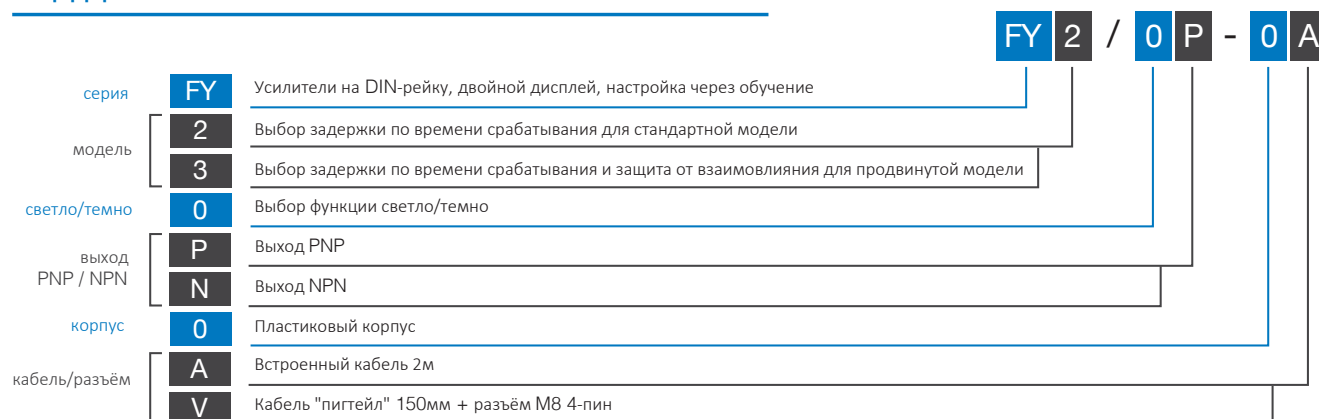 FY 2 / 0 P - 0 A
серия FY Усилители на DIN-рейку, двойной дисплей, настройка через обучение
модель
2 Выбор задержки по времени срабатывания для стандартной модели
3 Выбор задержки по времени срабатывания и защита от взаимовлияния для продвинутой модели
светло/темно 0 Выбор функции светло/темно
выход
PNP / NPN
P Выход PNP
N Выход NPN
корпус 0 Пластиковый корпус
кабель/разъём
A Встроенный кабель 2м
V Кабель "пигтейл" 150мм + разъём М8 4-пин